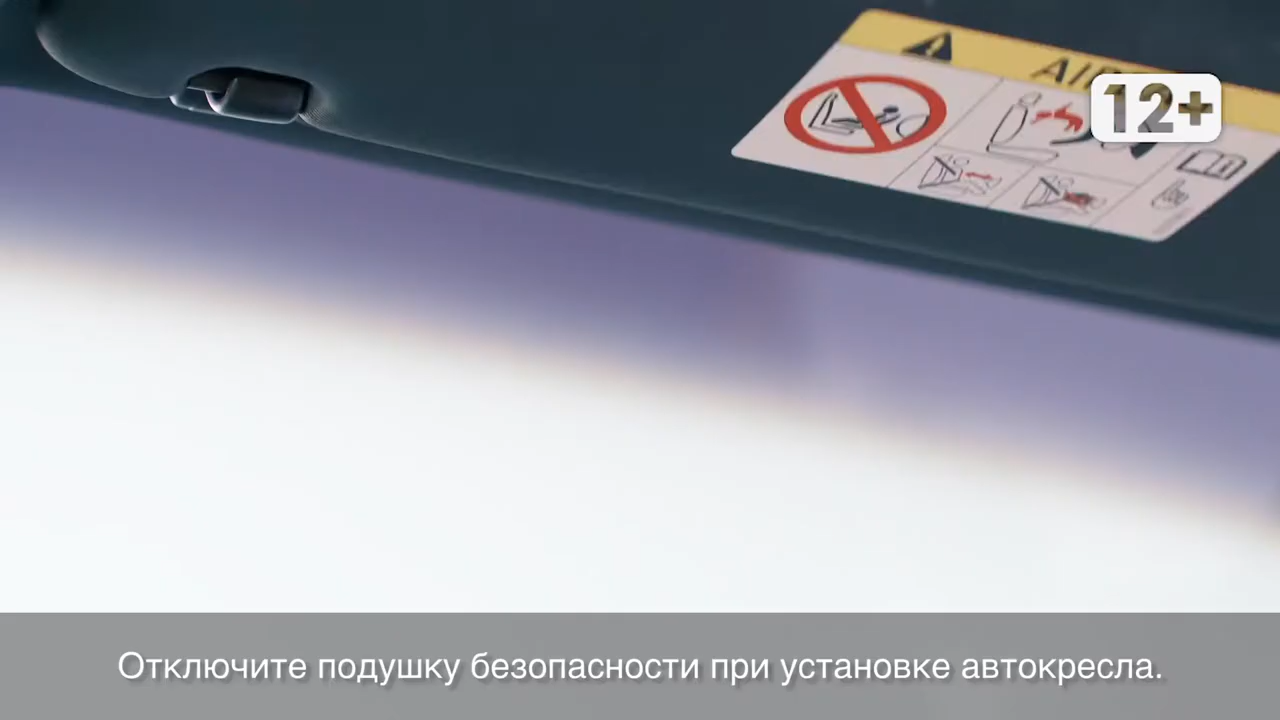 12+
Отключите подушку безопасности при установке автокресла.